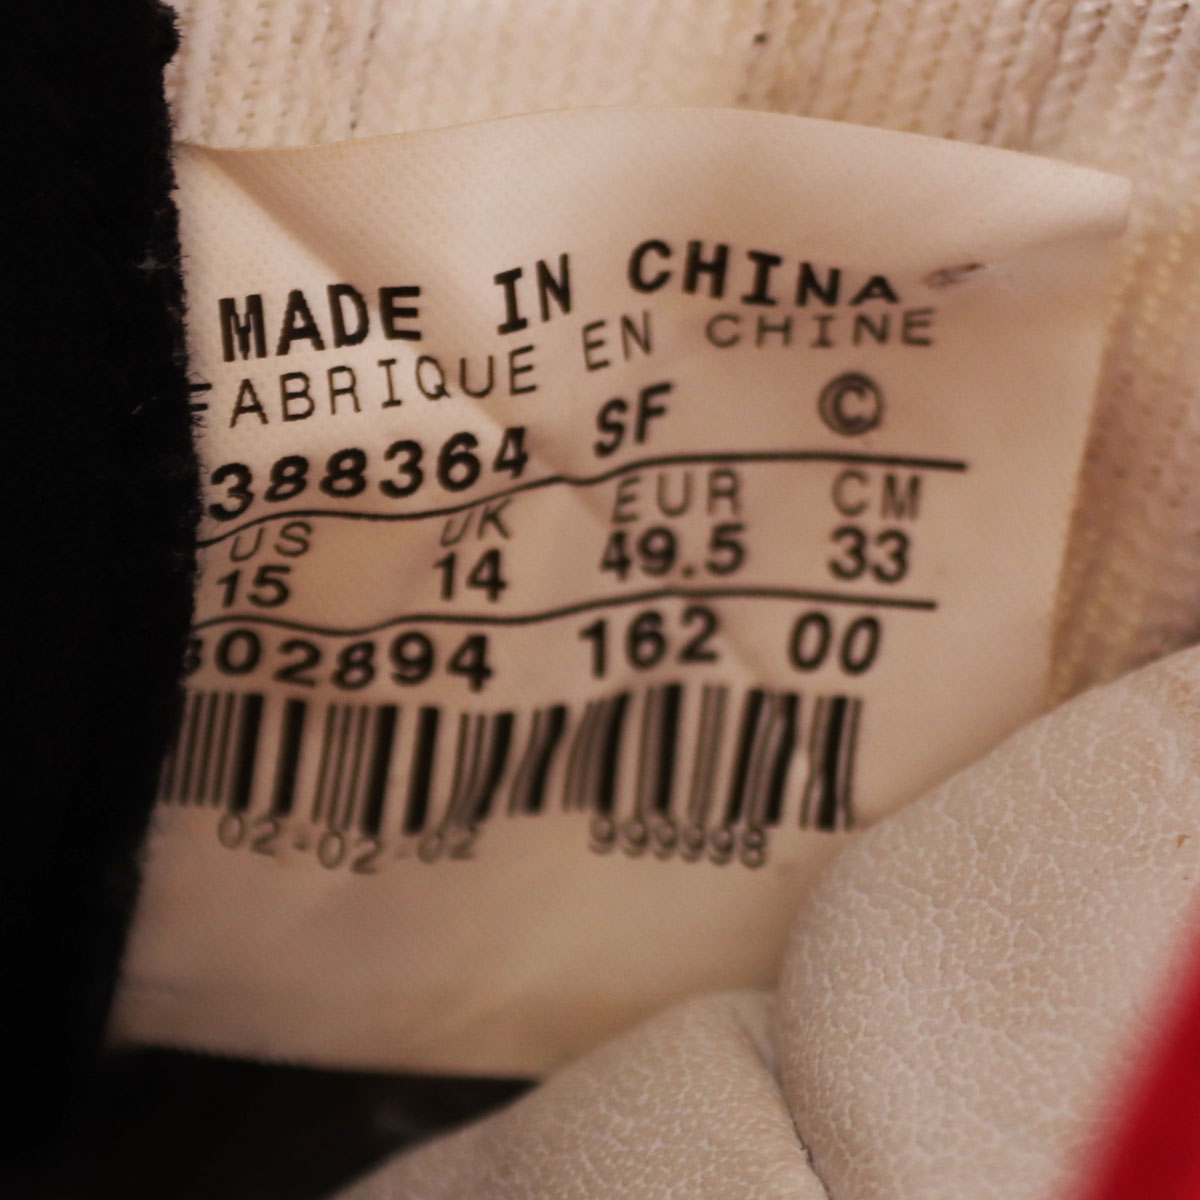 MADE IN CHINA
FABRIQUE EN CHINE
388364 SF ©
US UK EUR CM
15 14 49.5 33
302894 162 00
02-02-02 999998